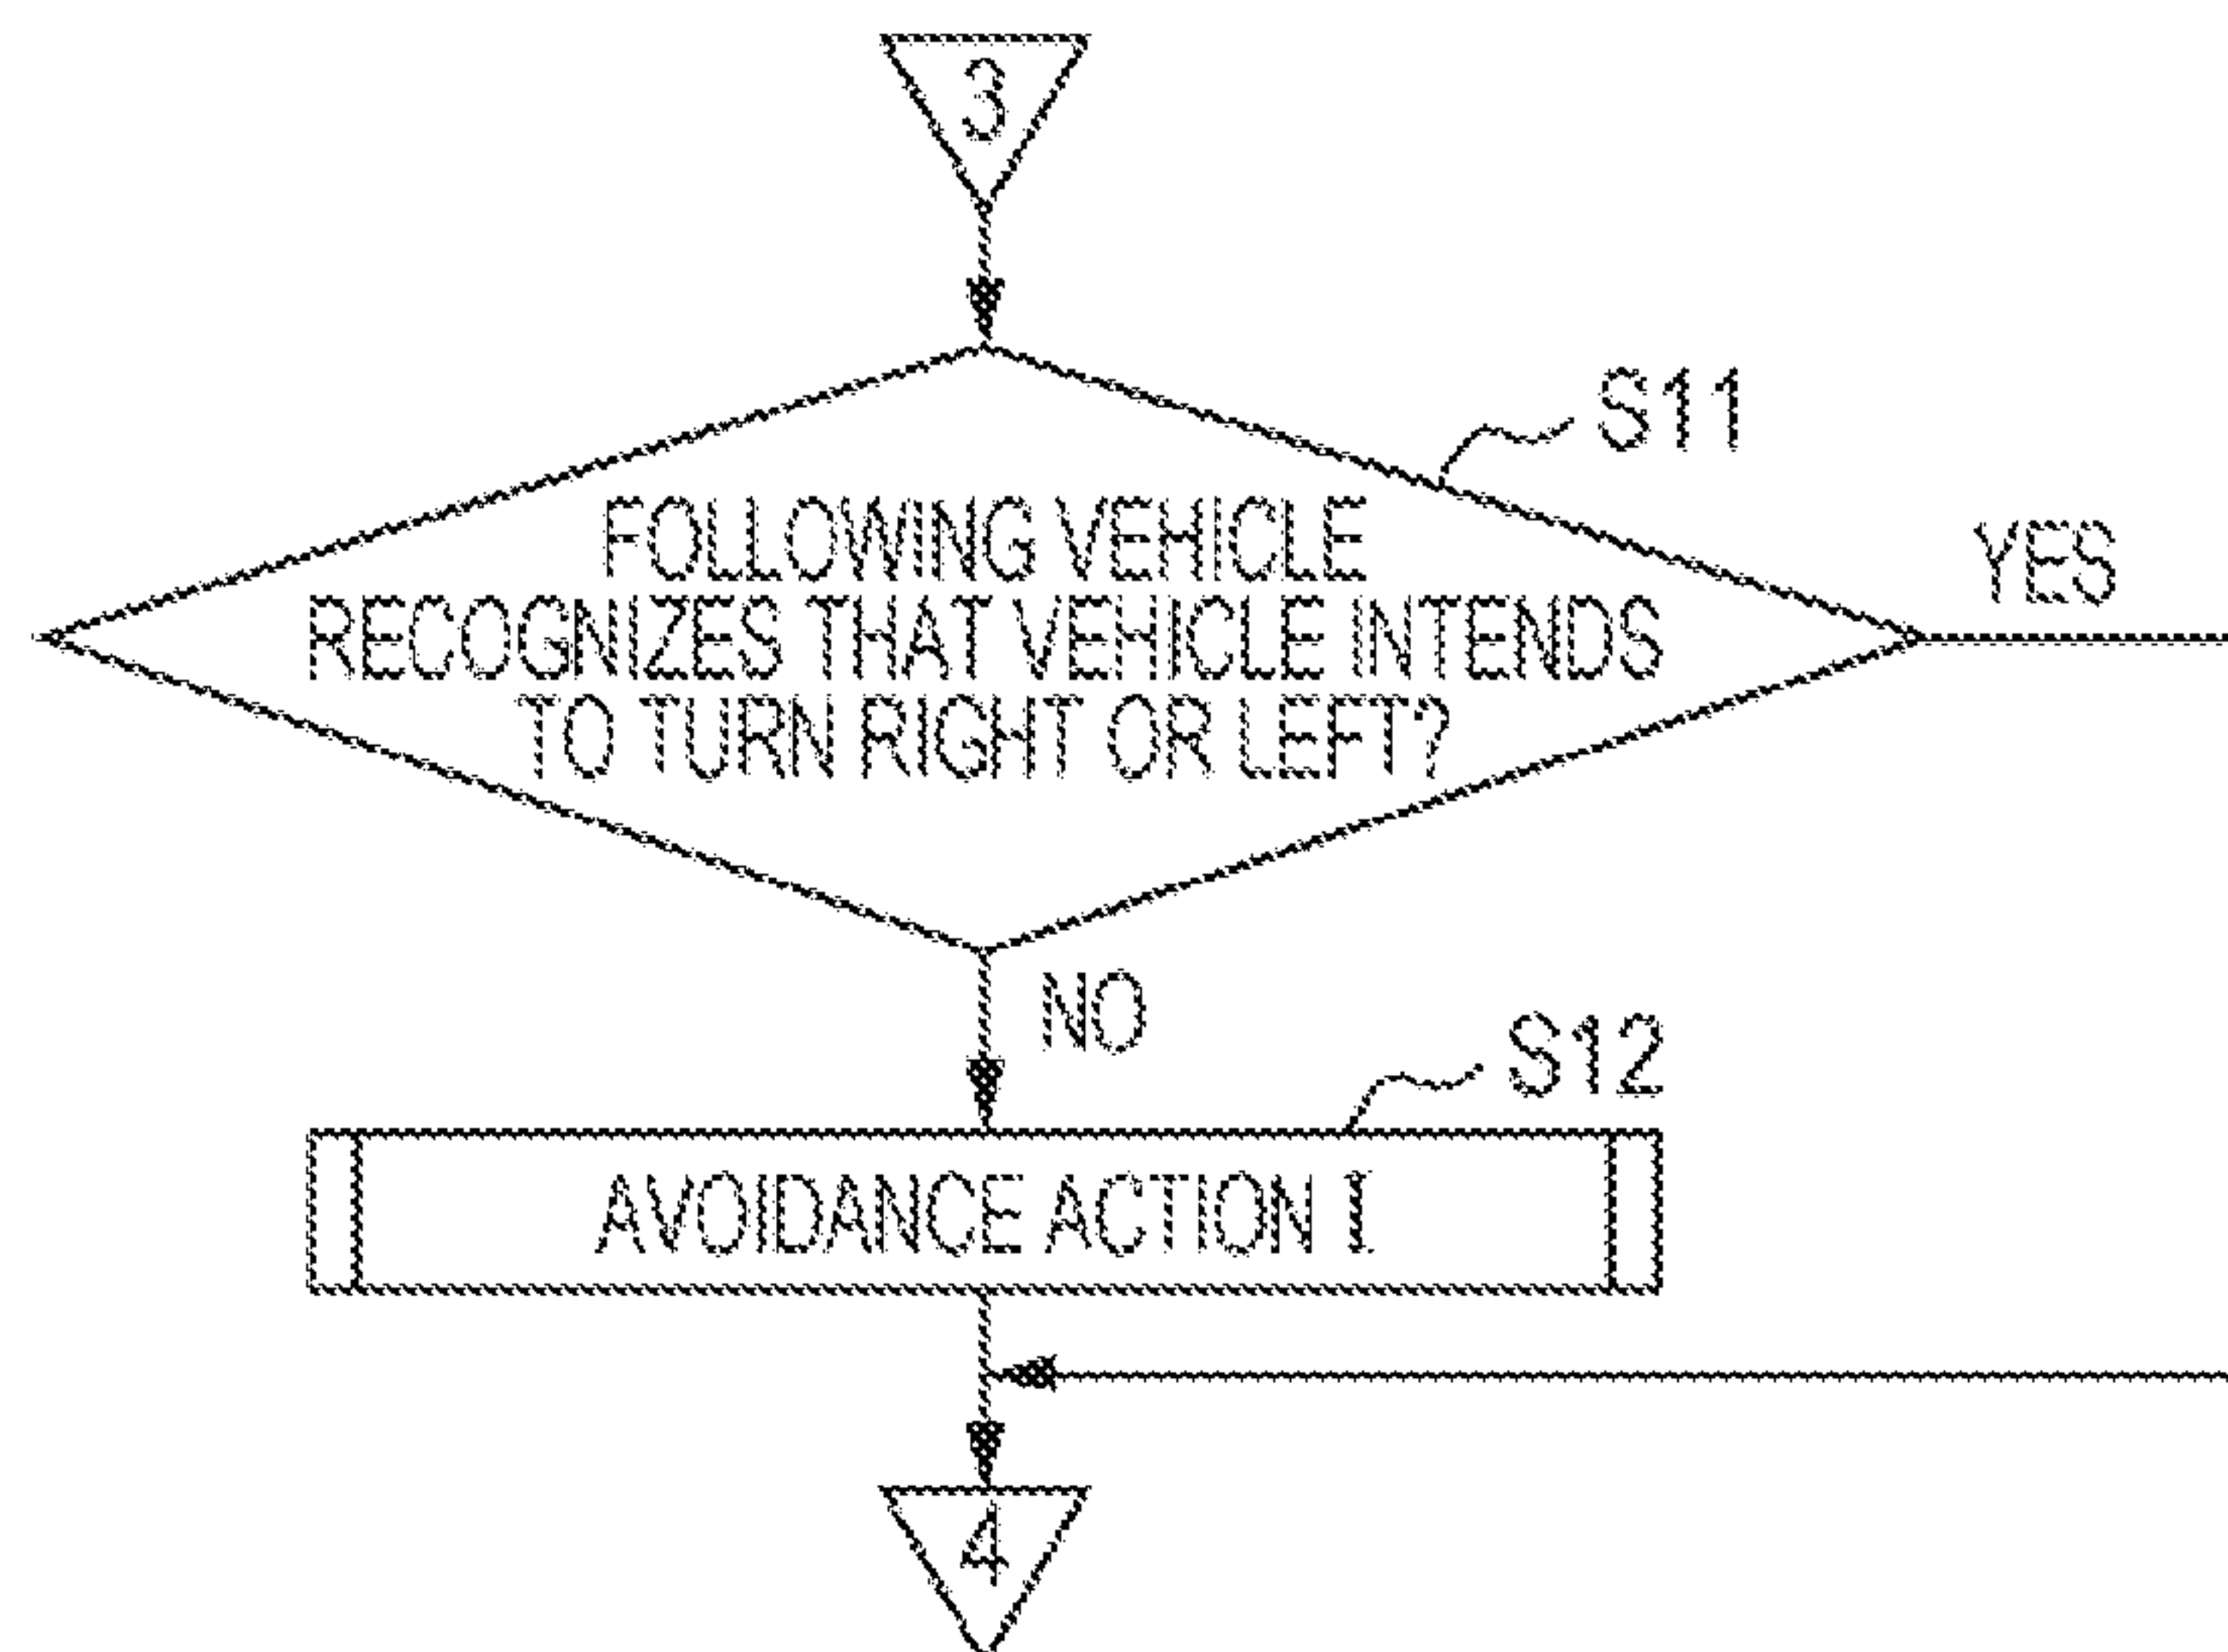 3
S11
FOLLOWING VEHICLE
RECOGNIZES THAT VEHICLE INTENDS
TO TURN RIGHT OR LEFT?
YES
NO
S12
AVOIDANCE ACTION I
4